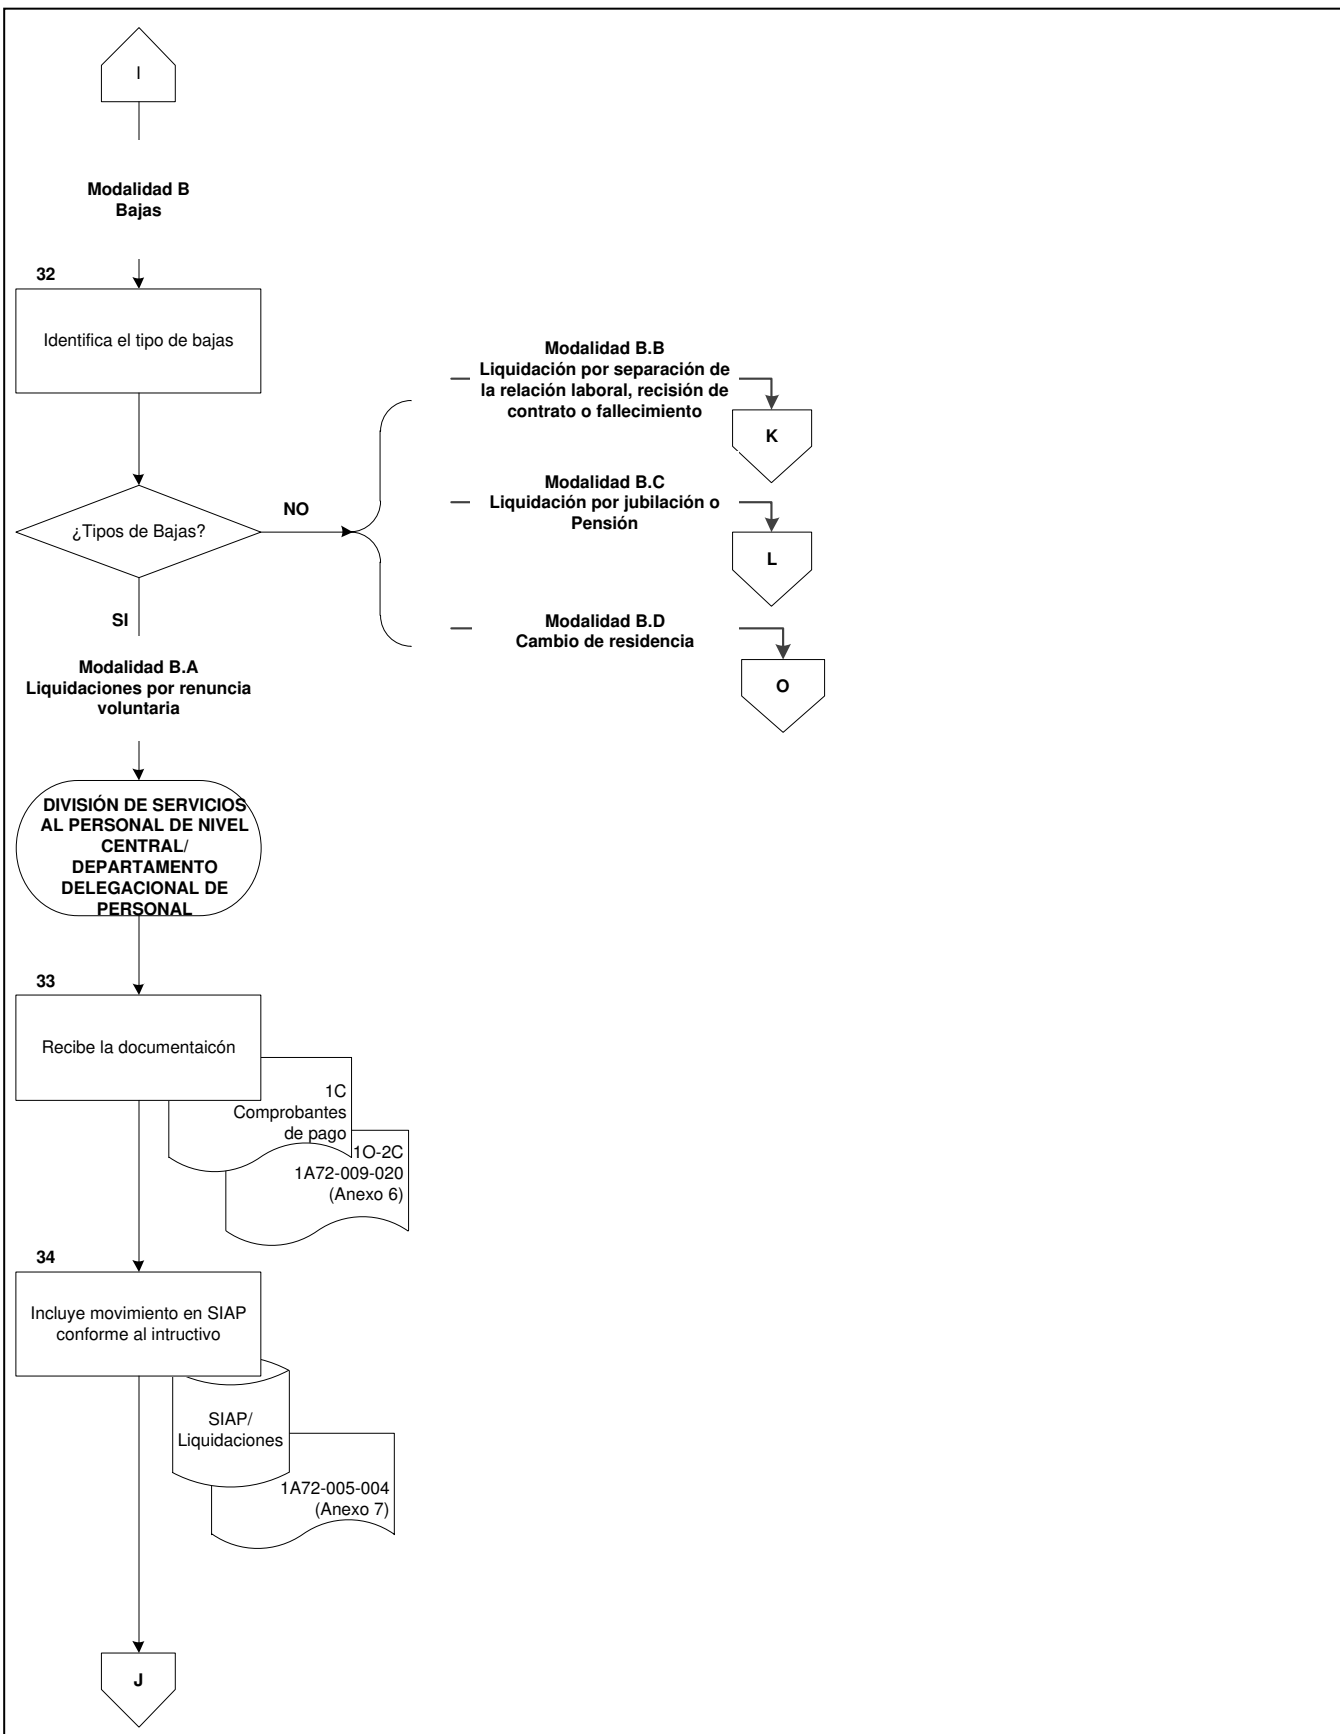 I
Modalidad B
Bajas
32
Identifica el tipo de bajas
¿Tipos de Bajas?
NO
Modalidad B.B
Liquidación por separación de
la relación laboral, recisión de
contrato o fallecimiento
K
Modalidad B.C
Liquidación por jubilación o
Pensión
L
Modalidad B.D
Cambio de residencia
O
SI
Modalidad B.A
Liquidaciones por renuncia
voluntaria
DIVISIÓN DE SERVICIOS
AL PERSONAL DE NIVEL
CENTRAL/
DEPARTAMENTO
DELEGACIONAL DE
PERSONAL
33
Recibe la documentaicón
1C
Comprobantes
de pago
1O-2C
1A72-009-020
(Anexo 6)
34
Incluye movimiento en SIAP
conforme al intructivo
SIAP/
Liquidaciones
1A72-005-004
(Anexo 7)
J